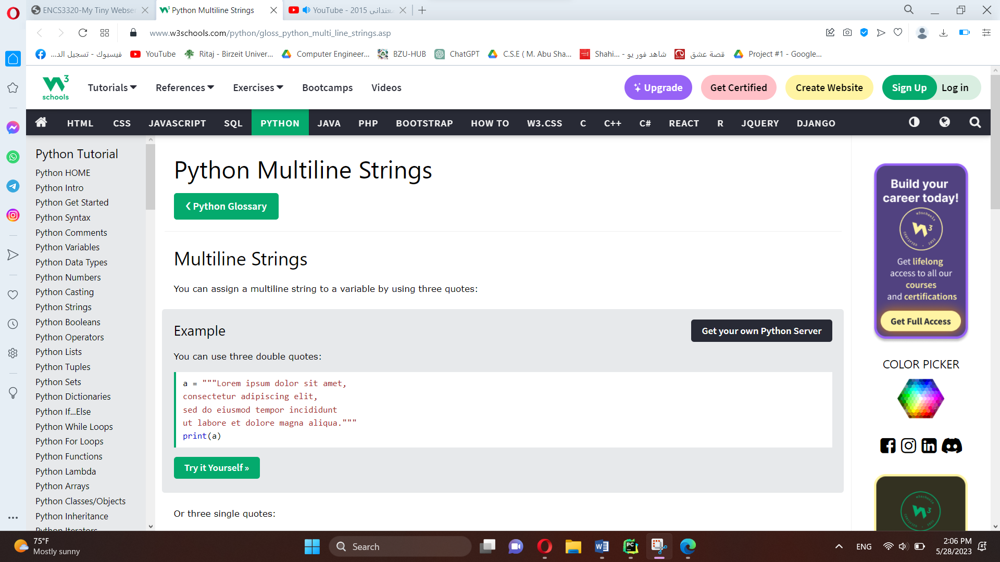 ENCS3320-My Tiny Webser
Python Multiline Strings
YouTube - 2015
www.w3schools.com/python/gloss_python_multi_line_strings.asp
فيسبوك - تسجيل الد...
YouTube
Ritaj - Birzeit Univer...
Computer Engineer...
BZU-HUB
ChatGPT
C.S.E ( M. Abu Sha...
Shahi... - شاهد فور يو
قصة عشق
Project #1 - Google...
W3 schools
Tutorials
References
Exercises
Bootcamps
Videos
Upgrade
Get Certified
Create Website
Sign Up
Log in
HTML
CSS
JAVASCRIPT
SQL
PYTHON
JAVA
PHP
BOOTSTRAP
HOW TO
W3.CSS
C
C++
C#
REACT
R
JQUERY
DJANGO
Python Tutorial
Python HOME
Python Intro
Python Get Started
Python Syntax
Python Comments
Python Variables
Python Data Types
Python Numbers
Python Casting
Python Strings
Python Booleans
Python Operators
Python Lists
Python Tuples
Python Sets
Python Dictionaries
Python If...Else
Python While Loops
Python For Loops
Python Functions
Python Lambda
Python Arrays
Python Classes/Objects
Python Inheritance
Python Iterators
Python Multiline Strings
❮ Python Glossary
Multiline Strings
You can assign a multiline string to a variable by using three quotes:
Example
Get your own Python Server
You can use three double quotes:
a = """Lorem ipsum dolor sit amet,
consectetur adipiscing elit,
sed do eiusmod tempor incididunt
ut labore et dolore magna aliqua."""
print(a)
Try it Yourself »
Or three single quotes:
Build your
career today!
w3schools
CERTIFIED . 2023
Get lifelong
access to all our
courses
and certifications
Get Full Access
COLOR PICKER
75°F
Mostly sunny
Search
ENG
2:06 PM
5/28/2023